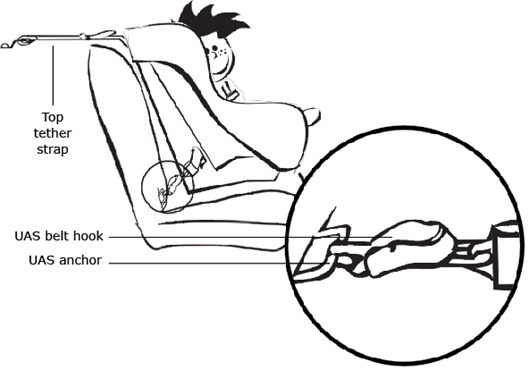 Top
tether
strap
UAS belt hook
UAS anchor